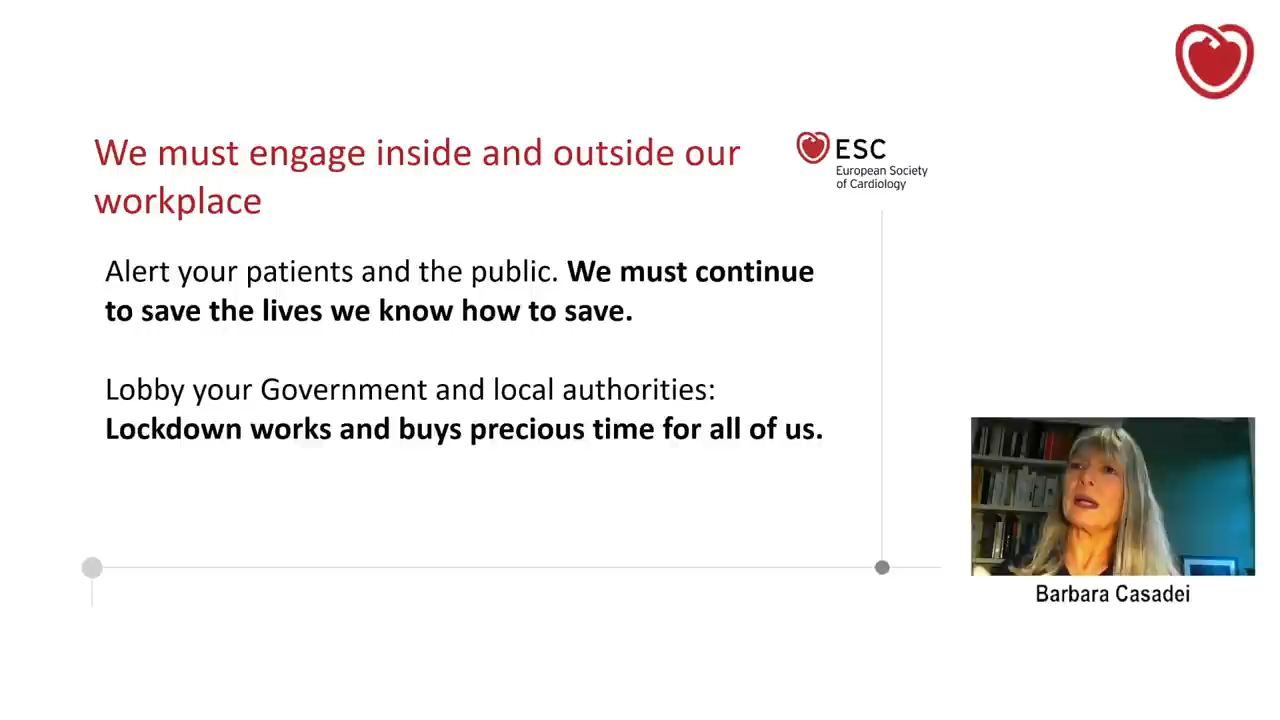 We must engage inside and outside our
workplace
ESC
European Society
of Cardiology
Alert your patients and the public. We must continue
to save the lives we know how to save.
Lobby your Government and local authorities:
Lockdown works and buys precious time for all of us.
Barbara Casadei